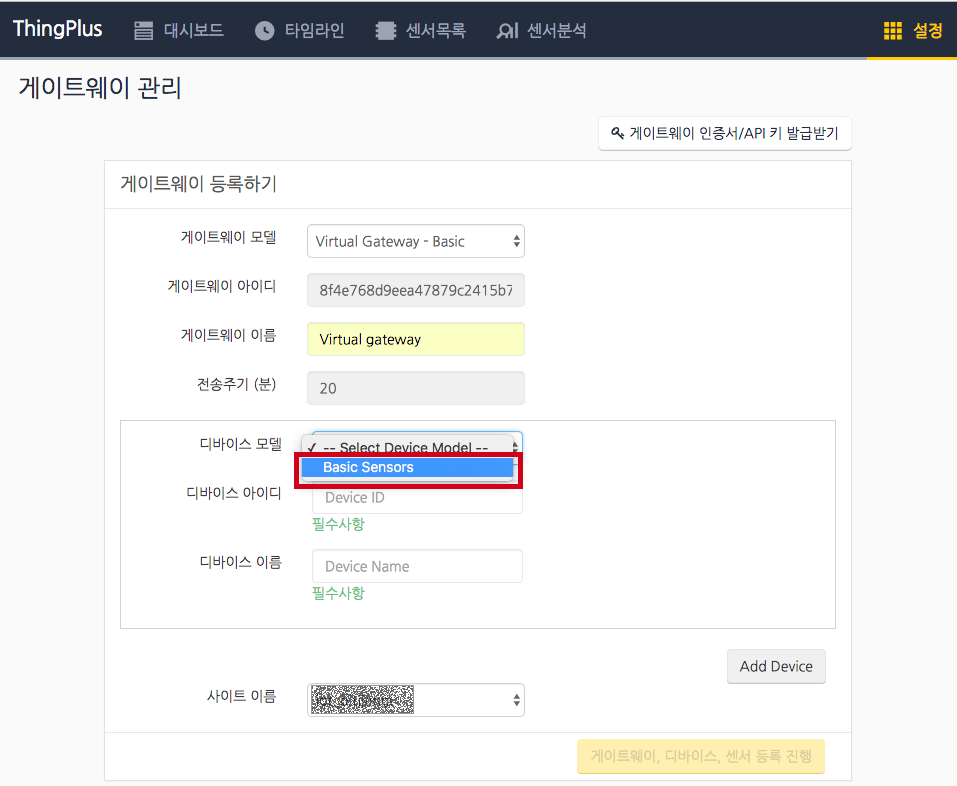 ThingPlus 대시보드 타임라인 센서목록 센서분석 설정
게이트웨이 관리
게이트웨이 인증서/API 키 발급받기
게이트웨이 등록하기
게이트웨이 모델 Virtual Gateway - Basic
게이트웨이 아이디 8f4e768d9eea47879c2415b7
게이트웨이 이름 Virtual gateway
전송주기 (분) 20
디바이스 모델 ✓ -- Select Device Model --
Basic Sensors
디바이스 아이디 Device ID
필수사항
디바이스 이름 Device Name
필수사항
Add Device
사이트 이름
게이트웨이, 디바이스, 센서 등록 진행